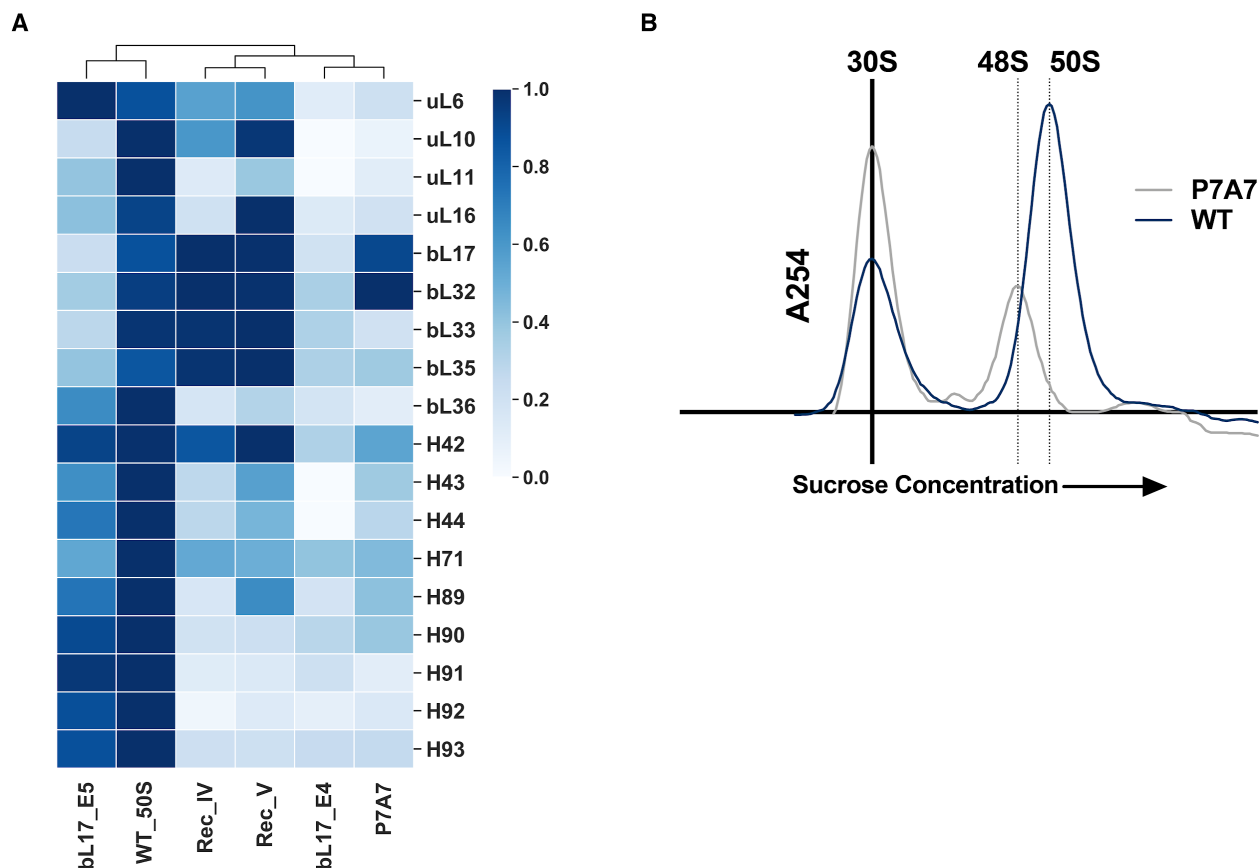 A
uL6
uL10
uL11
uL16
bL17
bL32
bL33
bL35
bL36
H42
H43
H44
H71
H89
H90
H91
H92
H93
1.0
0.8
0.6
0.4
0.2
0.0
bL17_E5
WT_50S
Rec_IV
Rec_V
bL17_E4
P7A7
B
30S 48S 50S
P7A7
WT
A254
Sucrose Concentration